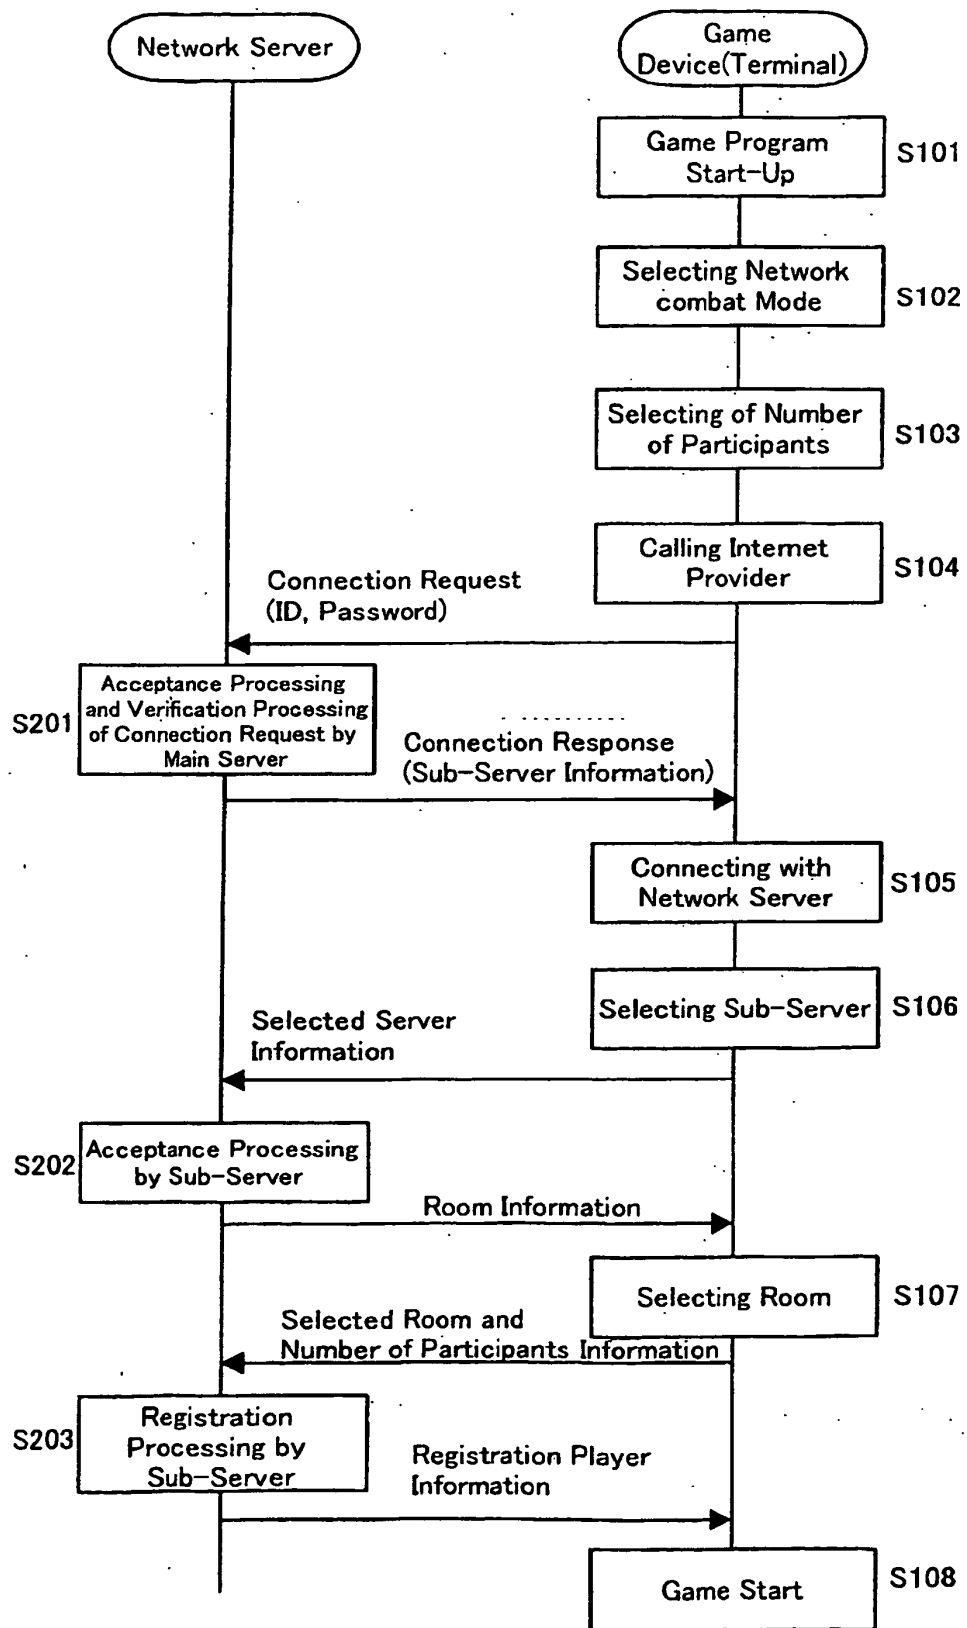 Network Server
Game
Device(Terminal)
Game Program
Start-Up
S101
Selecting Network
combat Mode
S102
Selecting of Number
of Participants
S103
Calling Internet
Provider
S104
Connection Request
(ID, Password)
S201
Acceptance Processing
and Verification Processing
of Connection Request by
Main Server
Connection Response
(Sub-Server Information)
Connecting with
Network Server
S105
Selecting Sub-Server
S106
Selected Server
Information
S202
Acceptance Processing
by Sub-Server
Room Information
Selecting Room
S107
Selected Room and
Number of Participants Information
S203
Registration
Processing by
Sub-Server
Registration Player
Information
Game Start
S108